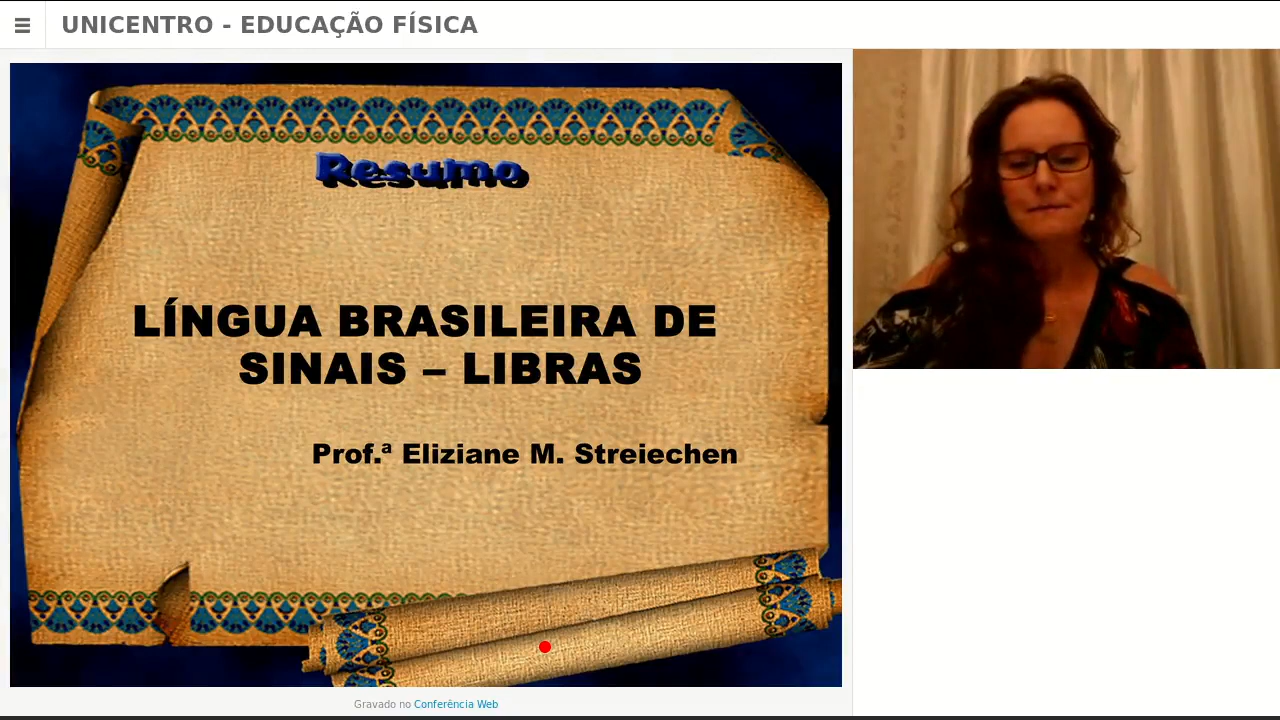 UNICENTRO - EDUCAÇÃO FÍSICA
Resumo
LÍNGUA BRASILEIRA DE
SINAIS – LIBRAS
Prof.ª Eliziane M. Streiechen
Gravado no Conferência Web